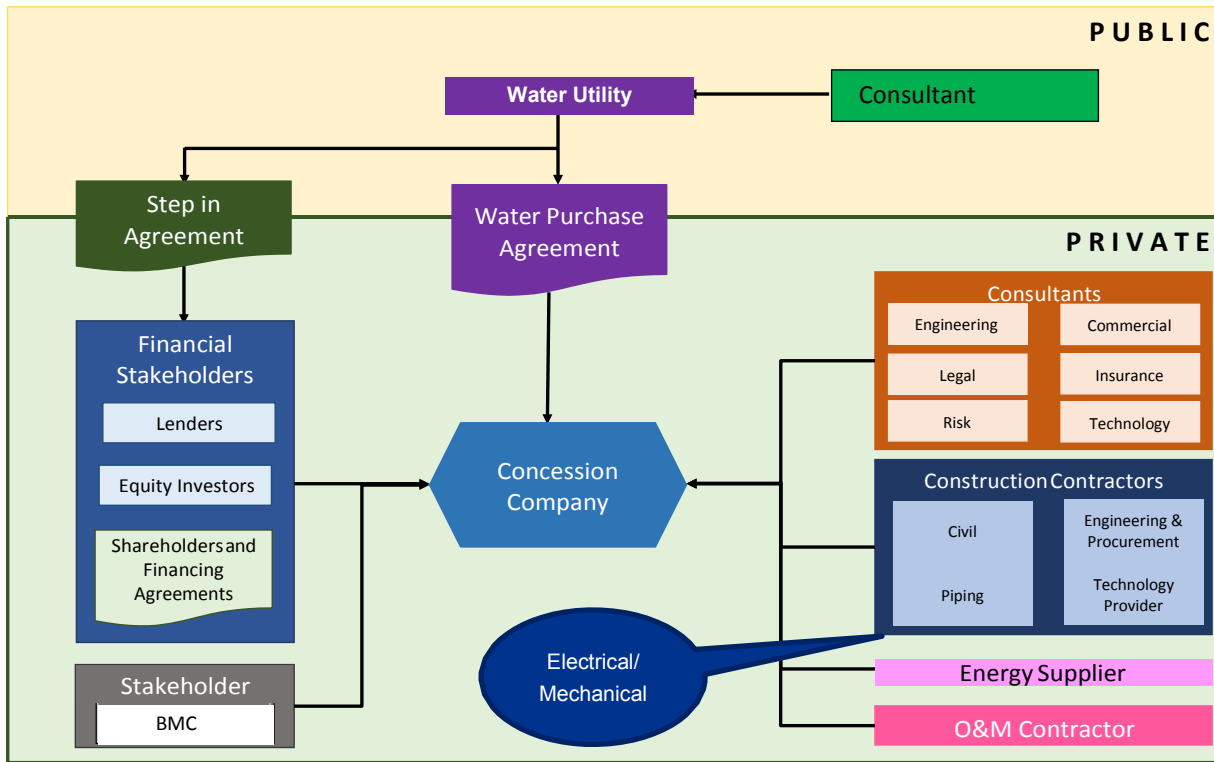 PUBLIC
Water Utility
Consultant
Step in
Agreement
Water Purchase
Agreement
PRIVATE
Financial
Stakeholders
Lenders
Equity Investors
Shareholders and
Financing
Agreements
Stakeholder
BMC
Concession
Company
Electrical/
Mechanical
Consultants
Engineering
Commercial
Legal
Insurance
Risk
Technology
Construction Contractors
Civil
Engineering &
Procurement
Piping
Technology
Provider
Energy Supplier
O&M Contractor